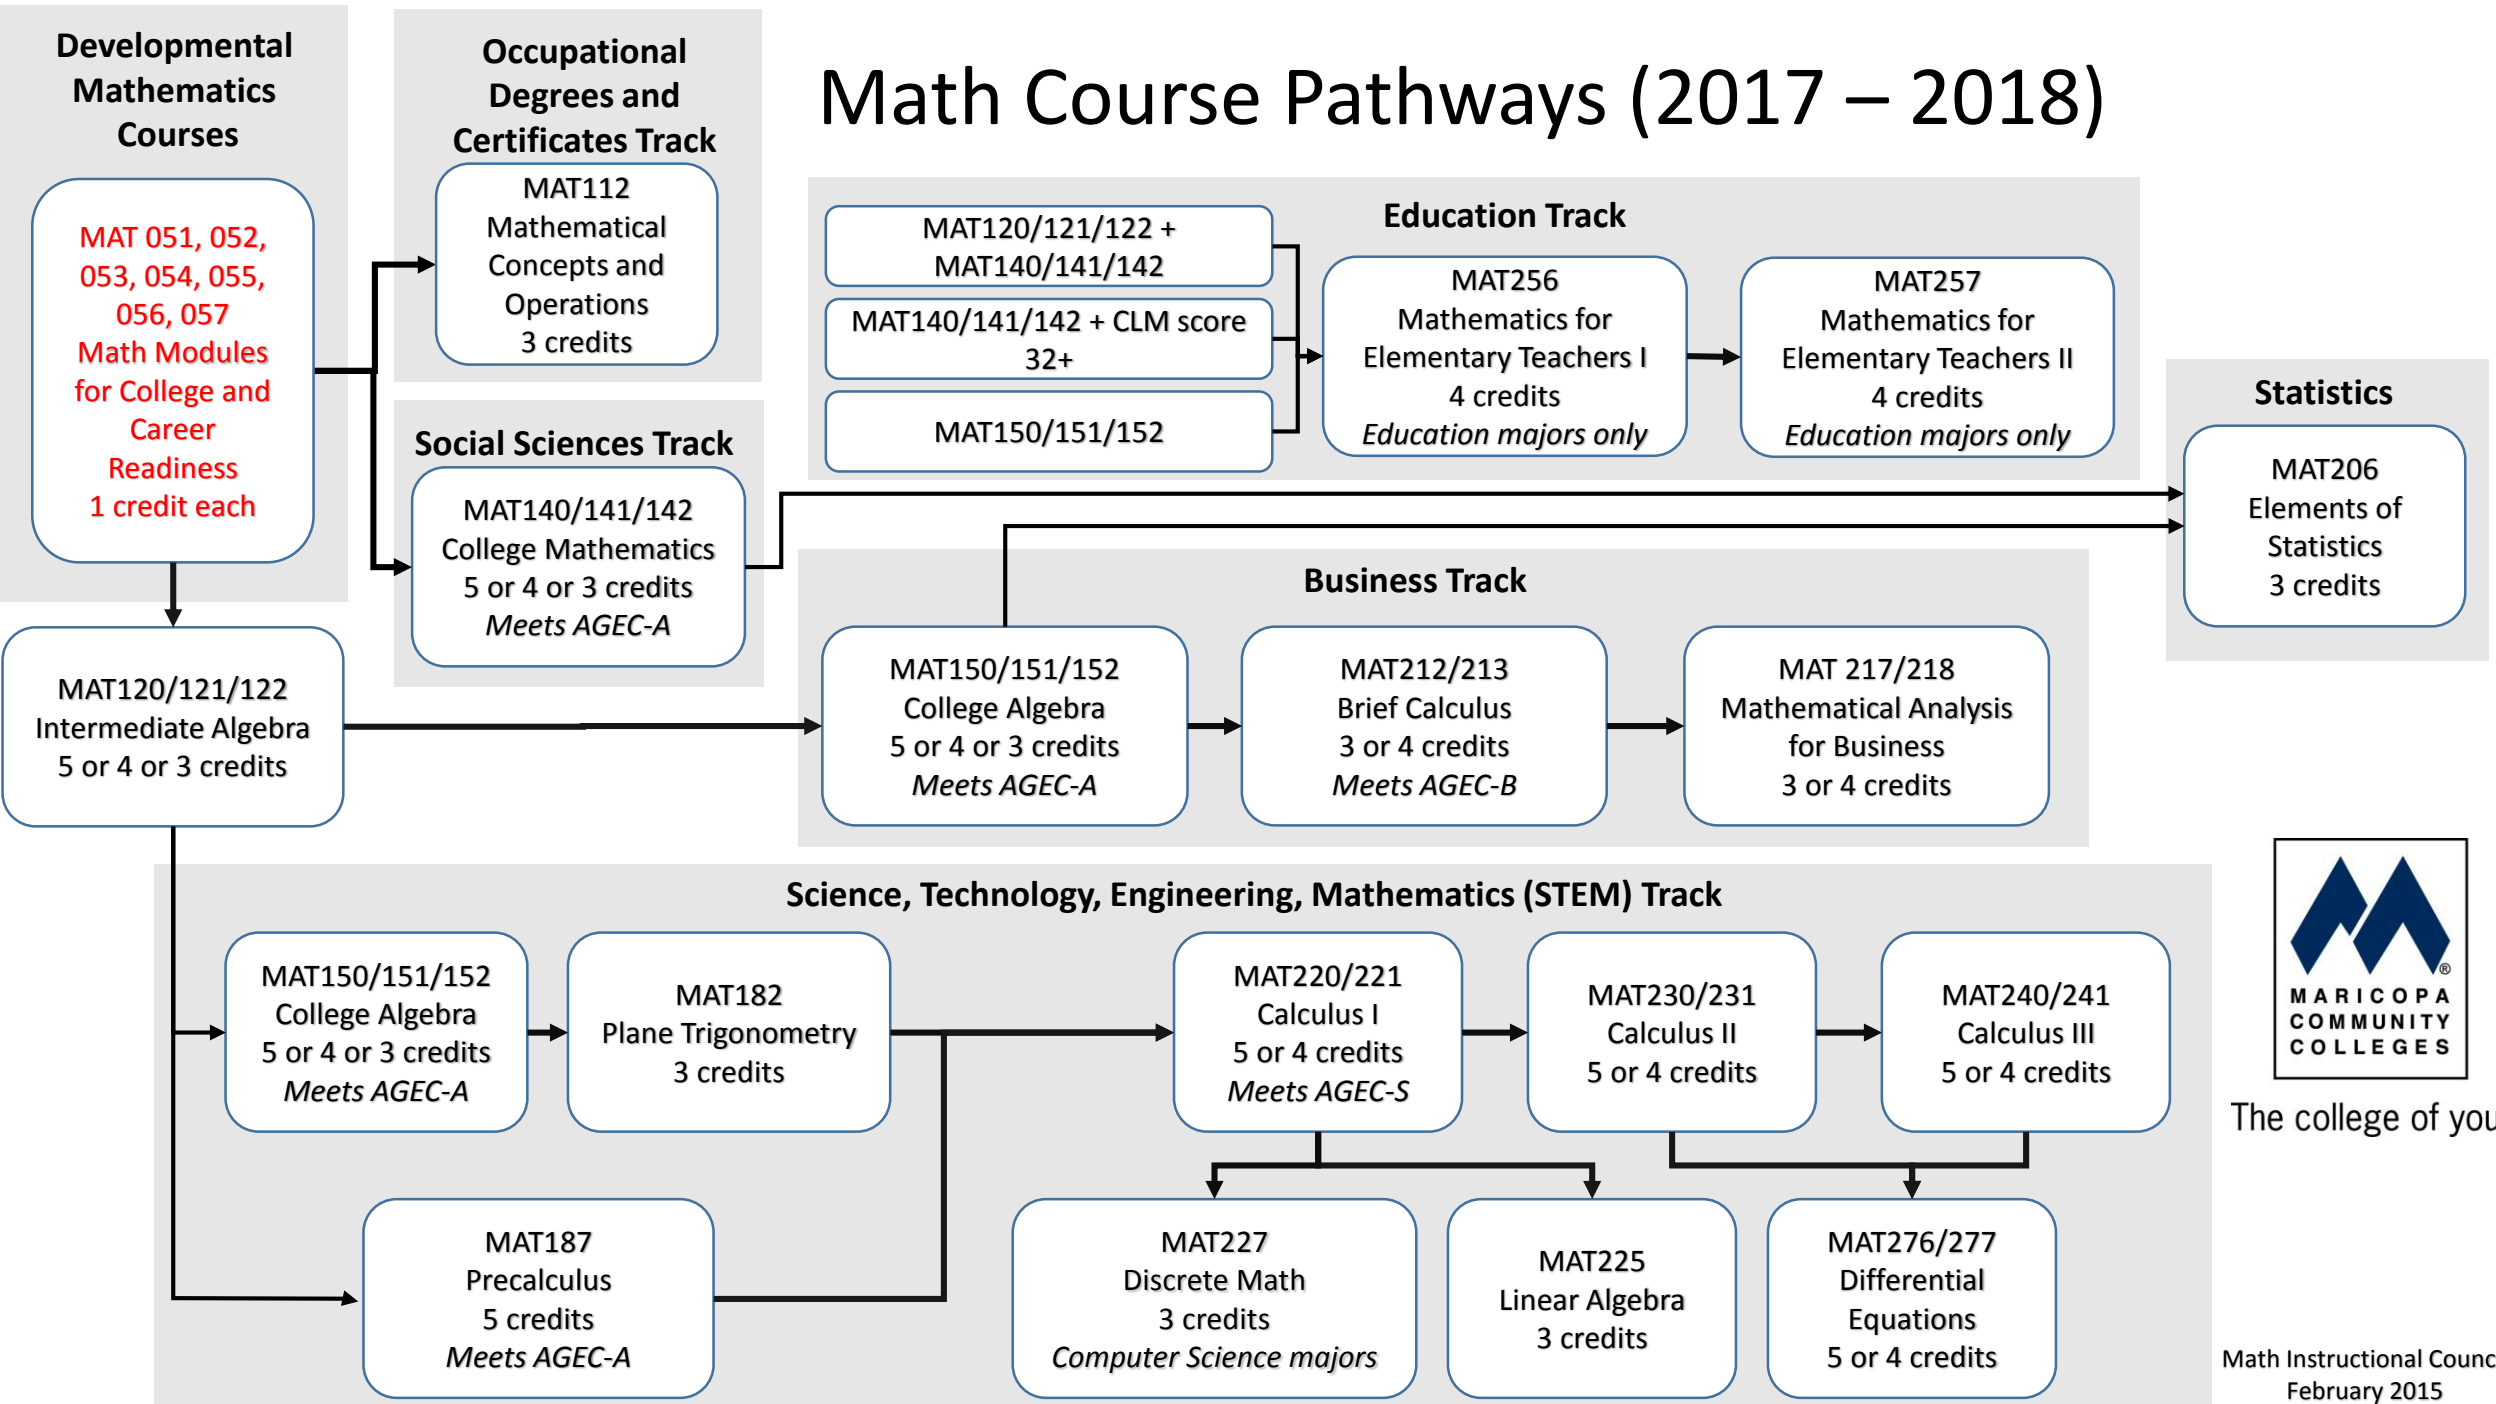 Developmental
Mathematics
Courses
MAT 051, 052,
053, 054, 055,
056, 057
Math Modules
for College and
Career
Readiness
1 credit each
Occupational
Degrees and
Certificates Track
MAT112
Mathematical
Concepts and
Operations
3 credits
Math Course Pathways (2017 – 2018)
Education Track
MAT120/121/122 +
MAT140/141/142
MAT140/141/142 + CLM score
32+
MAT150/151/152
MAT256
Mathematics for
Elementary Teachers I
4 credits
Education majors only
MAT257
Mathematics for
Elementary Teachers II
4 credits
Education majors only
Statistics
MAT206
Elements of
Statistics
3 credits
Social Sciences Track
MAT140/141/142
College Mathematics
5 or 4 or 3 credits
Meets AGEC-A
MAT120/121/122
Intermediate Algebra
5 or 4 or 3 credits
Business Track
MAT150/151/152
College Algebra
5 or 4 or 3 credits
Meets AGEC-A
MAT212/213
Brief Calculus
3 or 4 credits
Meets AGEC-B
MAT 217/218
Mathematical Analysis
for Business
3 or 4 credits
Science, Technology, Engineering, Mathematics (STEM) Track
MAT150/151/152
College Algebra
5 or 4 or 3 credits
Meets AGEC-A
MAT182
Plane Trigonometry
3 credits
MAT220/221
Calculus I
5 or 4 credits
Meets AGEC-S
MAT230/231
Calculus II
5 or 4 credits
MAT240/241
Calculus III
5 or 4 credits
MAT187
Precalculus
5 credits
Meets AGEC-A
MAT227
Discrete Math
3 credits
Computer Science majors
MAT225
Linear Algebra
3 credits
MAT276/277
Differential
Equations
5 or 4 credits
®
MARICOPA
COMMUNITY
COLLEGES
The college of you
Math Instructional Counc
February 2015